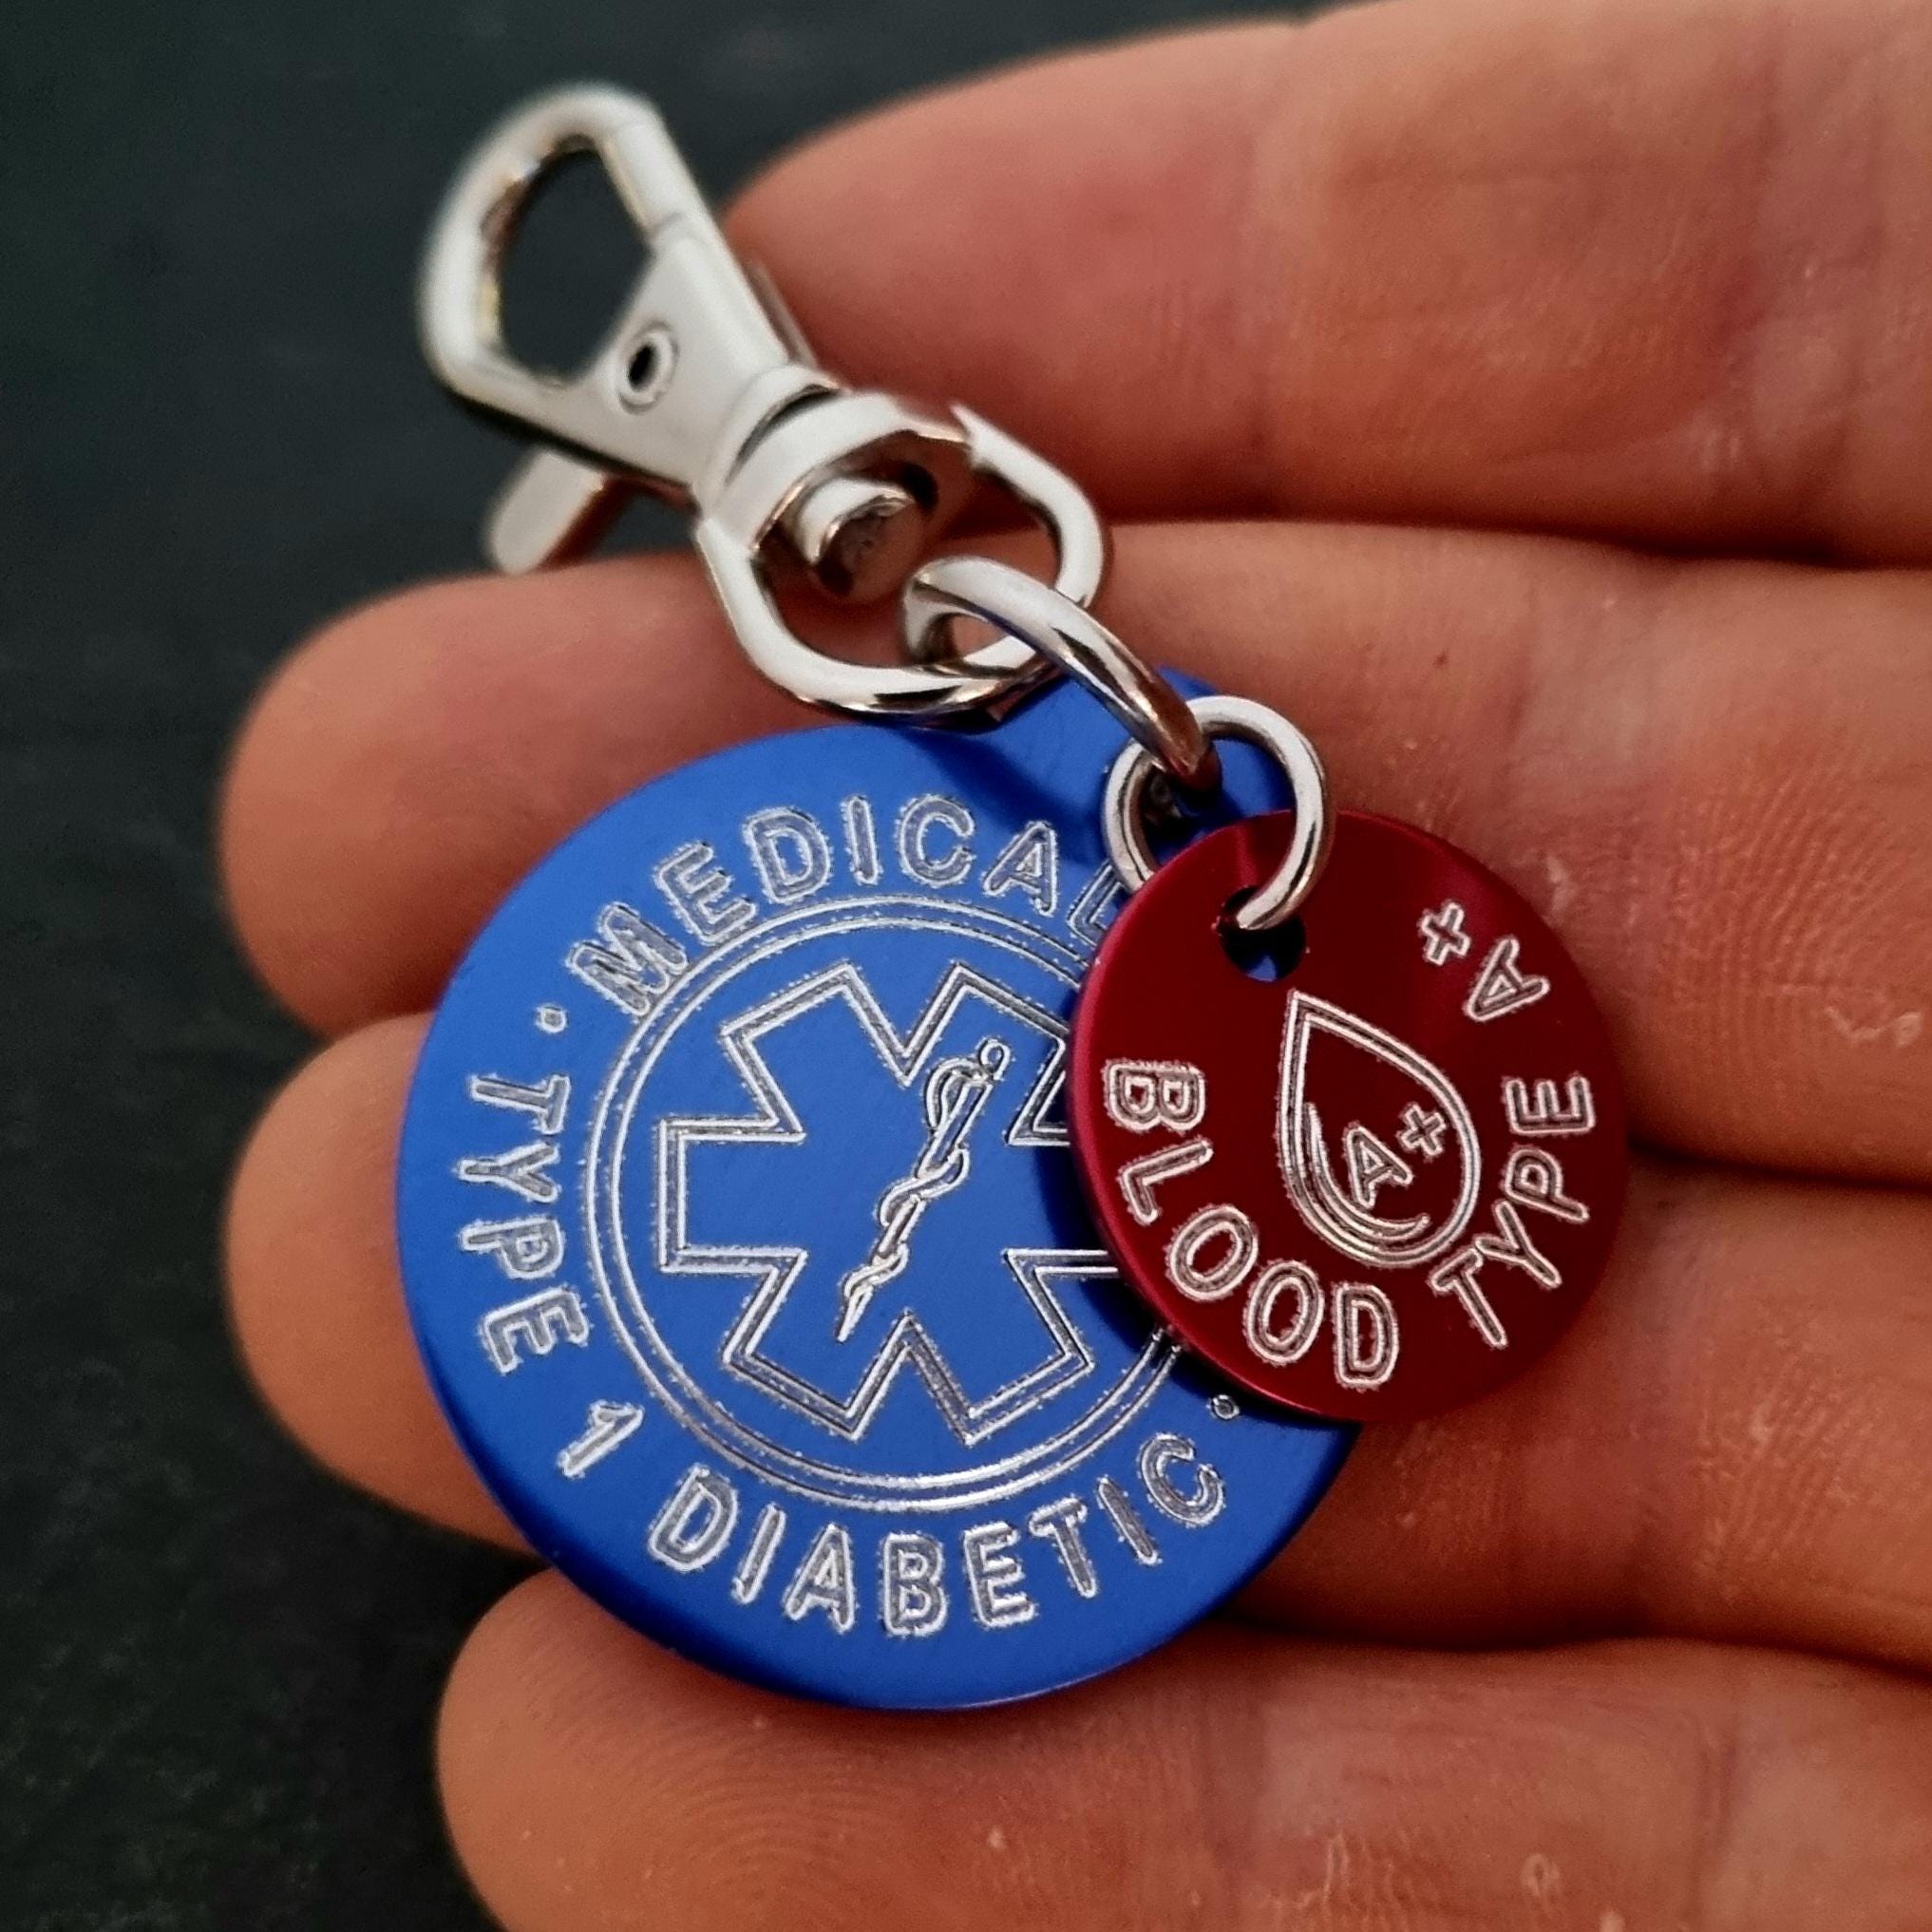 MEDICAL
· TYPE 1 DIABETIC ·
BLOOD TYPE A+
A+